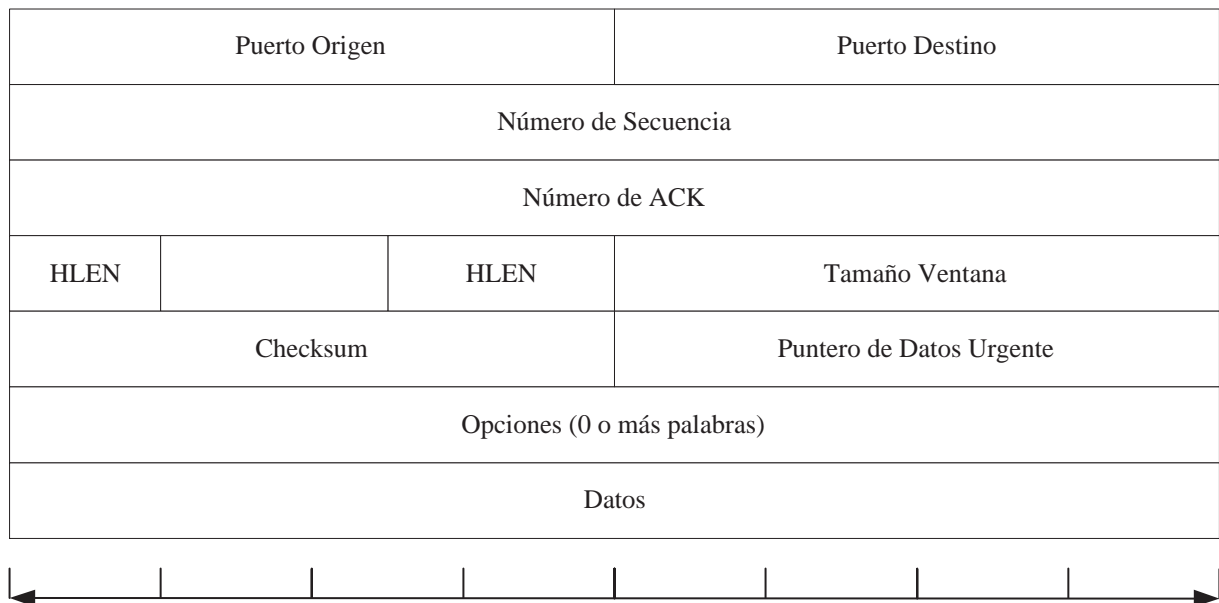 Puerto Origen
Puerto Destino
Número de Secuencia
Número de ACK
HLEN
HLEN
Tamaño Ventana
Checksum
Puntero de Datos Urgente
Opciones (0 o más palabras)
Datos